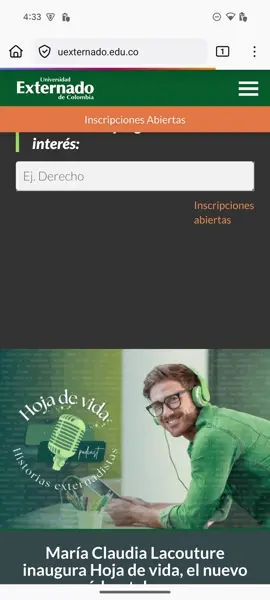 4:33
uexternado.edu.co
1
Universidad
Externado
de Colombia
Inscripciones Abiertas
interés:
Ej. Derecho
Inscripciones
abiertas
Hoja de vida:
podcast
Historias externadistas
María Claudia Lacouture
inaugura Hoja de vida, el nuevo